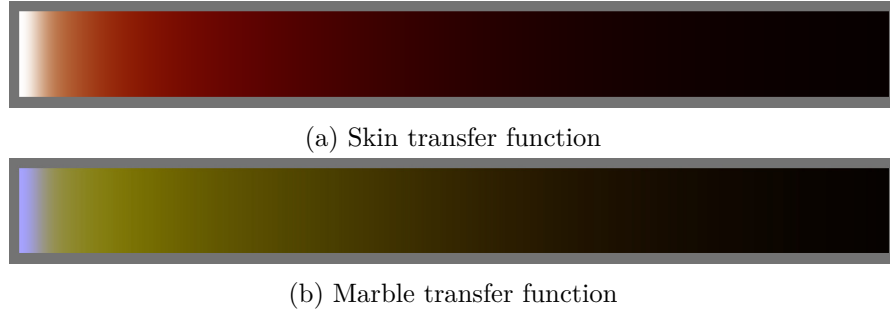 (a) Skin transfer function
(b) Marble transfer function